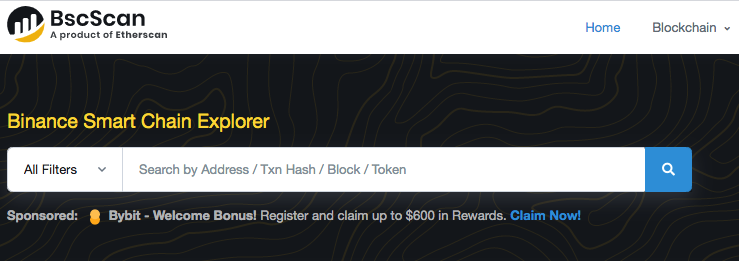 BscScan
A product of Etherscan
Home Blockchain
Binance Smart Chain Explorer
All Filters Search by Address / Txn Hash / Block / Token
Sponsored: Bybit - Welcome Bonus! Register and claim up to $600 in Rewards. Claim Now!